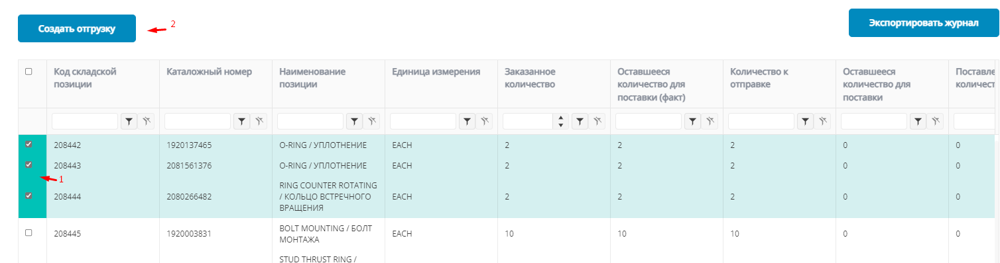 Создать отгрузку
2
Экспортировать журнал
Код складской позиции
Каталожный номер
Наименование позиции
Единица измерения
Заказанное количество
Оставшееся количество для поставки (факт)
Количество к отправке
Оставшееся количество для поставки
Поставле
количест
208442 1920137465 O-RING / УПЛОТНЕНИЕ EACH 2 2 2 0 0
208443 2081561376 O-RING / УПЛОТНЕНИЕ EACH 2 2 2 0 0
1
208444 2080266482 RING COUNTER ROTATING / КОЛЬЦО ВСТРЕЧНОГО ВРАЩЕНИЯ EACH 2 2 2 0 0
208445 1920003831 BOLT MOUNTING / БОЛТ МОНТАЖА EACH 10 10 10 0 0
STUD THRUST RING /